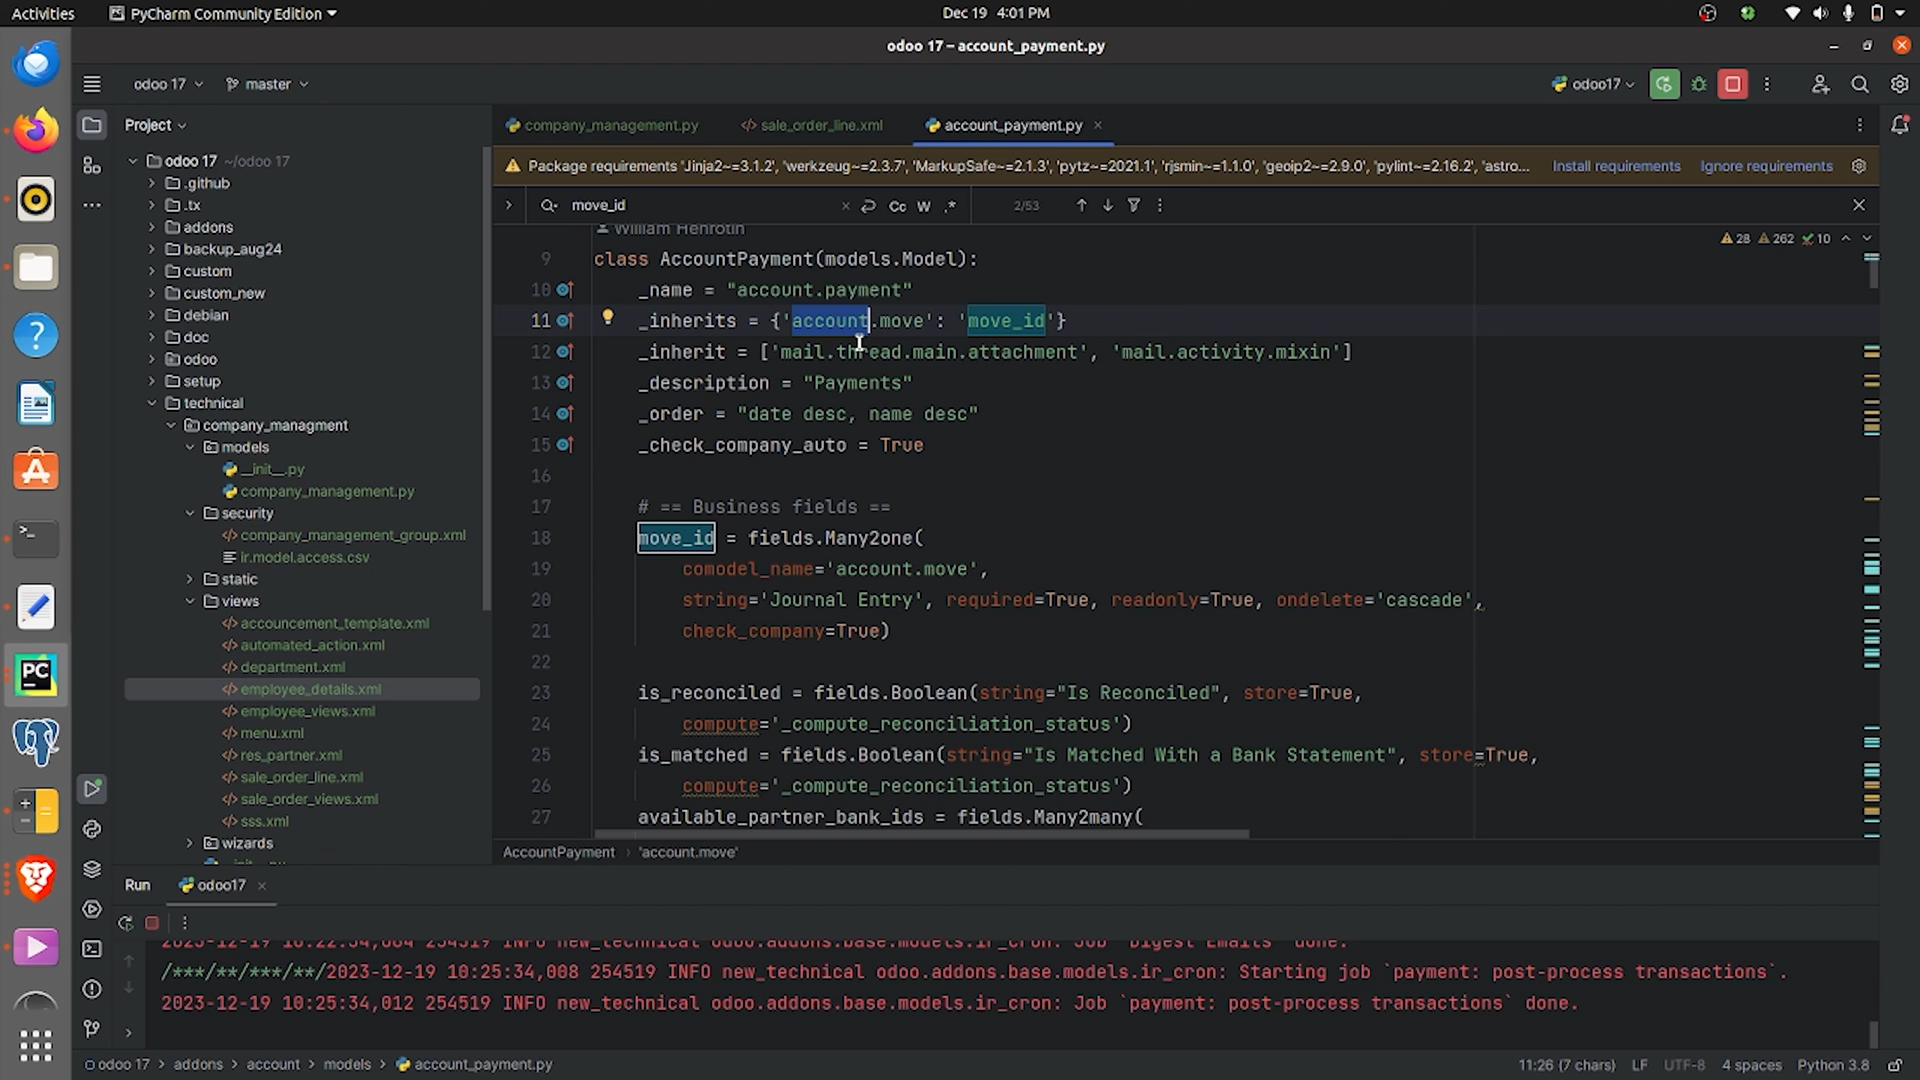 Activities
PyCharm Community Edition
Dec 19 4:01 PM
odoo 17 – account_payment.py
odoo 17
master
odoo17
Project
company_management.py
sale_order_line.xml
account_payment.py
Package requirements 'Jinja2~=3.1.2', 'werkzeug~=2.3.7', 'MarkupSafe~=2.1.3', 'pytz~=2021.1', 'rjsmin~=1.1.0', 'geoip2~=2.9.0', 'pylint~=2.16.2', 'astro...
Install requirements
Ignore requirements
move_id
Cc W .*
2/53
28 262 10
odoo 17 ~/odoo 17
.github
.tx
addons
backup_aug24
custom
custom_new
debian
doc
odoo
setup
technical
company_managment
models
__init__.py
company_management.py
security
company_management_group.xml
ir.model.access.csv
static
views
accouncement_template.xml
automated_action.xml
department.xml
employee_details.xml
employee_views.xml
menu.xml
res_partner.xml
sale_order_line.xml
sale_order_views.xml
sss.xml
wizards
William Henrotin
9 class AccountPayment(models.Model):
10 _name = "account.payment"
11 _inherits = {'account.move': 'move_id'}
12 _inherit = ['mail.thread.main.attachment', 'mail.activity.mixin']
13 _description = "Payments"
14 _order = "date desc, name desc"
15 _check_company_auto = True
16
17 # == Business fields ==
18 move_id = fields.Many2one(
19 comodel_name='account.move',
20 string='Journal Entry', required=True, readonly=True, ondelete='cascade',
21 check_company=True)
22
23 is_reconciled = fields.Boolean(string="Is Reconciled", store=True,
24 compute='_compute_reconciliation_status')
25 is_matched = fields.Boolean(string="Is Matched With a Bank Statement", store=True,
26 compute='_compute_reconciliation_status')
27 available_partner_bank_ids = fields.Many2many(
AccountPayment
'account.move'
Run
odoo17
INFO new_technical odoo.addons.base.models.ir_cron: Job `Digest Emails` done.
/***/**/***/**/2023-12-19 10:25:34,008 254519 INFO new_technical odoo.addons.base.models.ir_cron: Starting job `payment: post-process transactions`.
2023-12-19 10:25:34,012 254519 INFO new_technical odoo.addons.base.models.ir_cron: Job `payment: post-process transactions` done.
odoo 17 > addons > account > models > account_payment.py
11:26 (7 chars)
LF
UTF-8
4 spaces
Python 3.8